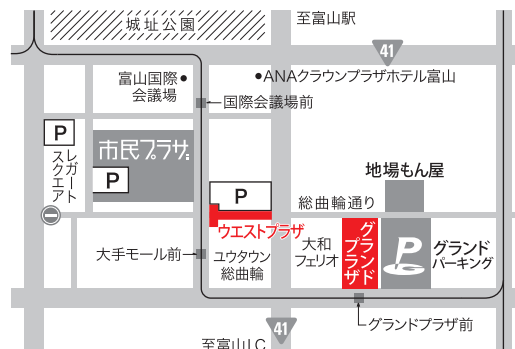 城址公園
至富山駅
41
富山国際
会議場
ANAクラウンプラザホテル富山
国際会議場前
P
レガート
スクエア
市民プラザ
P
P
地場もん屋
総曲輪通り
ウエストプラザ
大手モール前
ユウタウン
総曲輪
大和
フェリオ
グランド
プラザ
P
グランド
パーキング
グランドプラザ前
41
至富山I.C